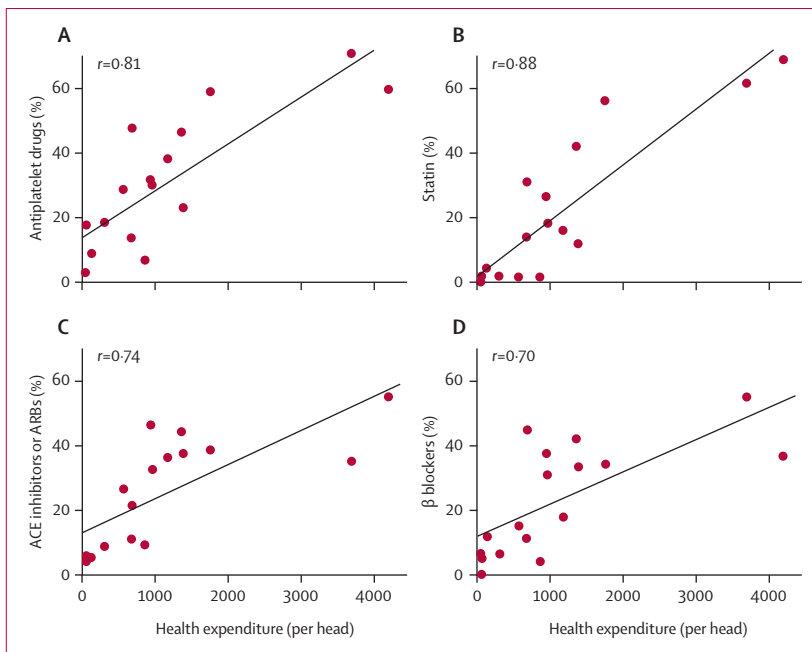 A
r=0·81
60
40
20
0
Antiplatelet drugs (%)
B
r=0·88
60
40
20
0
Statin (%)
C
r=0·74
60
40
20
0
ACE inhibitors or ARBs (%)
0 1000 2000 3000 4000
Health expenditure (per head)
D
r=0·70
60
40
20
0
β blockers (%)
0 1000 2000 3000 4000
Health expenditure (per head)